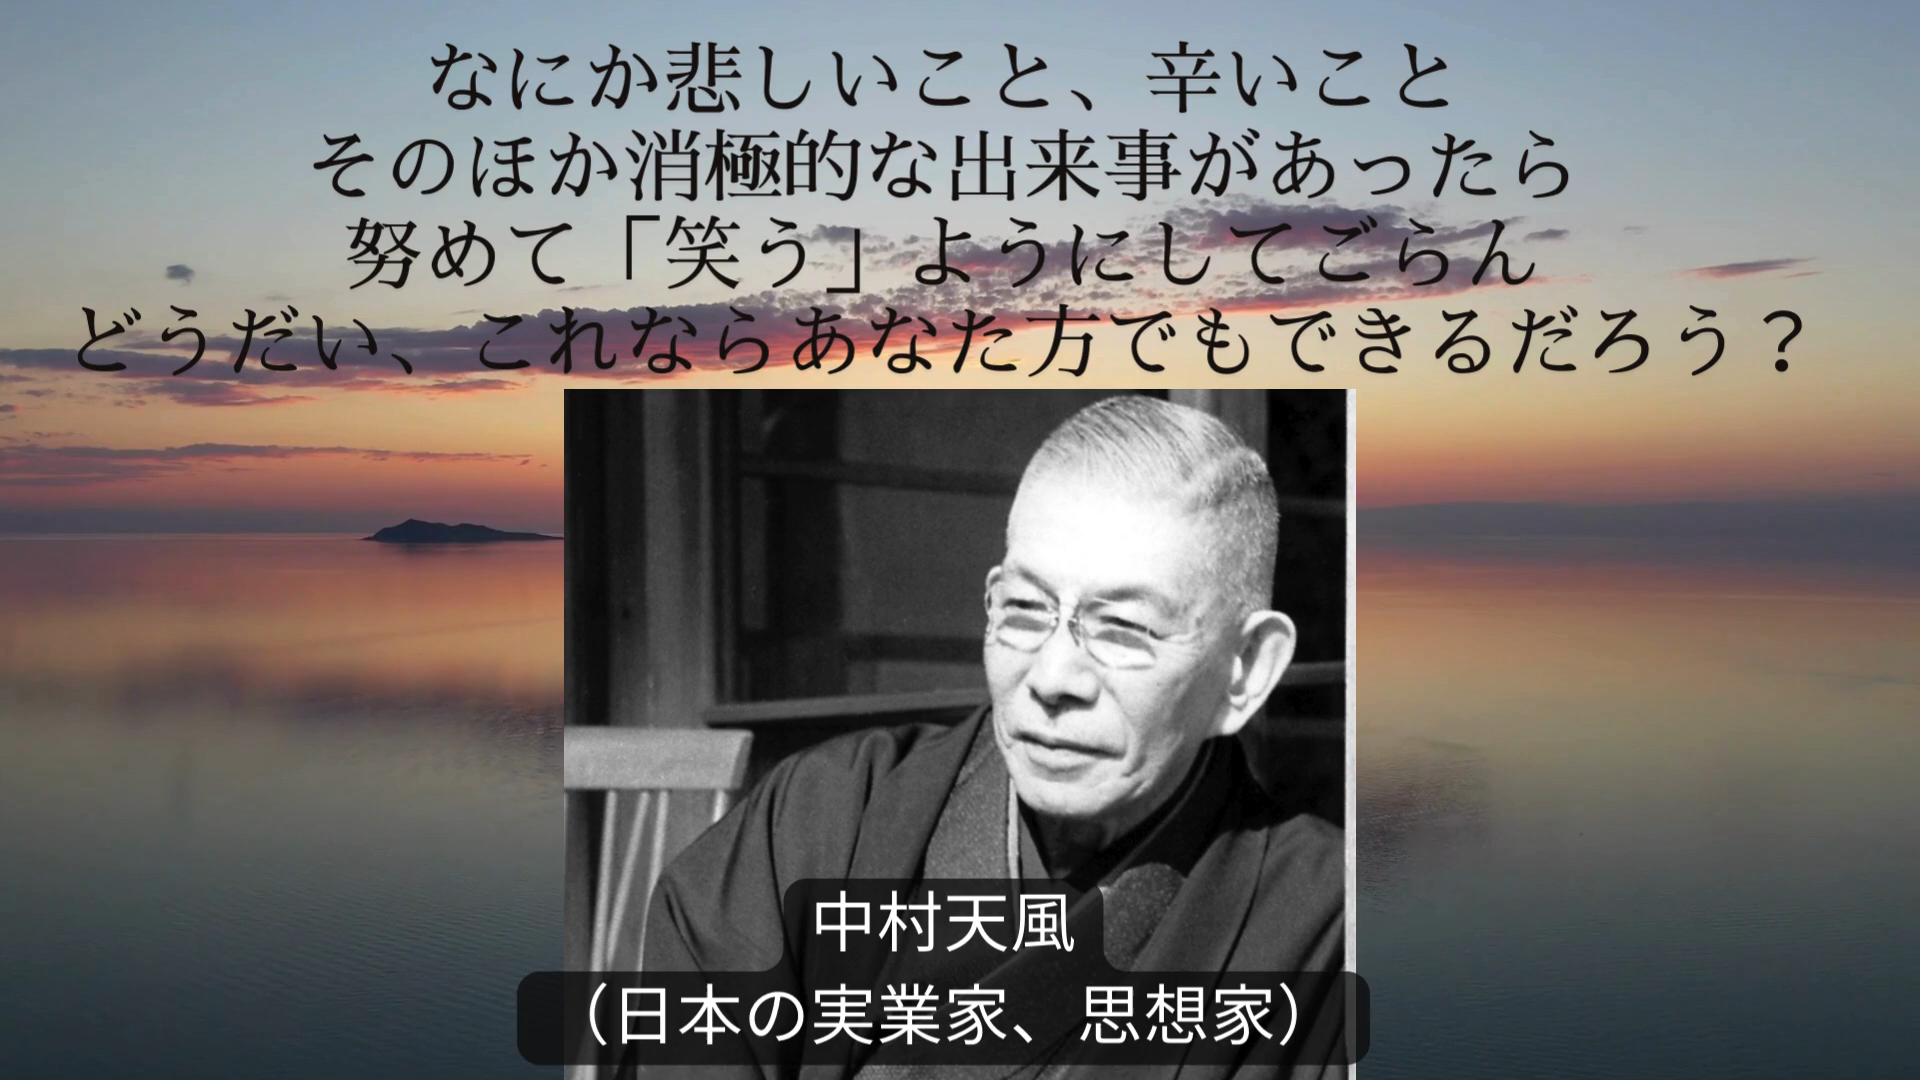 なにか悲しいこと、辛いこと
そのほか消極的な出来事があったら
努めて「笑う」ようにしてごらん
どうだい、これならあなた方でもできるだろう？
中村天風
（日本の実業家、思想家）